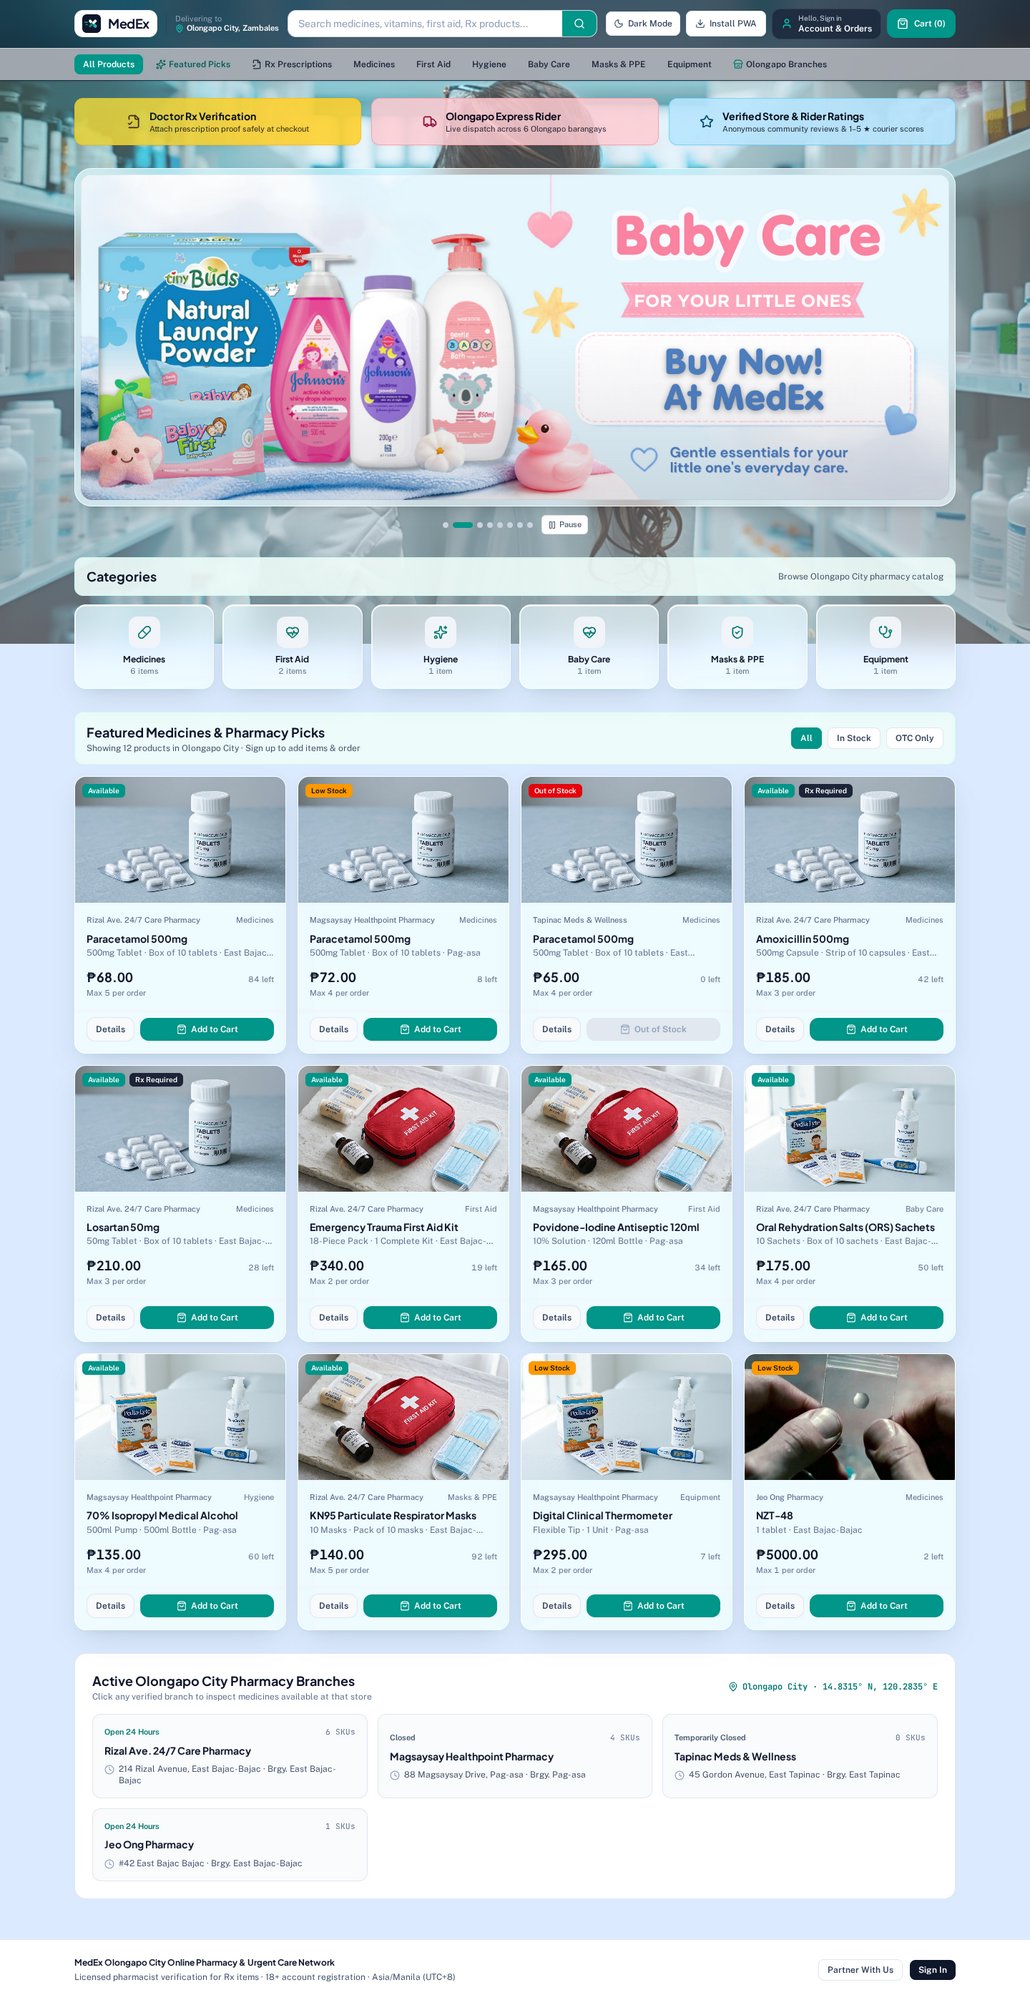 MedEx
Delivering to
Olongapo City, Zambales
Search medicines, vitamins, first aid, Rx products...
Dark Mode
Install PWA
Hello, Sign in
Account & Orders
Cart (0)
All Products
Featured Picks
Rx Prescriptions
Medicines
First Aid
Hygiene
Baby Care
Masks & PPE
Equipment
Olongapo Branches
Doctor Rx Verification
Attach prescription proof safely at checkout
Olongapo Express Rider
Live dispatch across 6 Olongapo barangays
Verified Store & Rider Ratings
Anonymous community reviews & 1–5 ★ courier scores
tiny Buds
Natural
Laundry
Powder
Baby
First
baby wipes
Johnson's
active kids
shiny drops shampoo
500 mL
Johnson's
bedtime
powder
200g e
watsons
gentle
BABY
Bath
850ml
Baby Care
FOR YOUR LITTLE ONES
Buy Now!
At MedEx
Gentle essentials for your
little one's everyday care.
Pause
Categories
Browse Olongapo City pharmacy catalog
Medicines
6 items
First Aid
2 items
Hygiene
1 item
Baby Care
1 item
Masks & PPE
1 item
Equipment
1 item
Featured Medicines & Pharmacy Picks
Showing 12 products in Olongapo City · Sign up to add items & order
All
In Stock
OTC Only
Available
TABLETS
Rizal Ave. 24/7 Care Pharmacy
Medicines
Paracetamol 500mg
500mg Tablet · Box of 10 tablets · East Bajac...
₱68.00
84 left
Max 5 per order
Details
Add to Cart
Low Stock
TABLETS
Magsaysay Healthpoint Pharmacy
Medicines
Paracetamol 500mg
500mg Tablet · Box of 10 tablets · Pag-asa
₱72.00
8 left
Max 4 per order
Details
Add to Cart
Out of Stock
TABLETS
Tapinac Meds & Wellness
Medicines
Paracetamol 500mg
500mg Tablet · Box of 10 tablets · East...
₱65.00
0 left
Max 4 per order
Details
Out of Stock
Available
Rx Required
TABLETS
Rizal Ave. 24/7 Care Pharmacy
Medicines
Amoxicillin 500mg
500mg Capsule · Strip of 10 capsules · East...
₱185.00
42 left
Max 3 per order
Details
Add to Cart
Available
Rx Required
TABLETS
Rizal Ave. 24/7 Care Pharmacy
Medicines
Losartan 50mg
50mg Tablet · Box of 10 tablets · East Bajac-...
₱210.00
28 left
Max 3 per order
Details
Add to Cart
Available
FIRST AID KIT
Rizal Ave. 24/7 Care Pharmacy
First Aid
Emergency Trauma First Aid Kit
18-Piece Pack · 1 Complete Kit · East Bajac-...
₱340.00
19 left
Max 2 per order
Details
Add to Cart
Available
FIRST AID KIT
Magsaysay Healthpoint Pharmacy
First Aid
Povidone-Iodine Antiseptic 120ml
10% Solution · 120ml Bottle · Pag-asa
₱165.00
34 left
Max 3 per order
Details
Add to Cart
Available
Rizal Ave. 24/7 Care Pharmacy
Baby Care
Oral Rehydration Salts (ORS) Sachets
10 Sachets · Box of 10 sachets · East Bajac-...
₱175.00
50 left
Max 4 per order
Details
Add to Cart
Available
Magsaysay Healthpoint Pharmacy
Hygiene
70% Isopropyl Medical Alcohol
500ml Pump · 500ml Bottle · Pag-asa
₱135.00
60 left
Max 4 per order
Details
Add to Cart
Available
FIRST AID KIT
Rizal Ave. 24/7 Care Pharmacy
Masks & PPE
KN95 Particulate Respirator Masks
10 Masks · Pack of 10 masks · East Bajac-...
₱140.00
92 left
Max 5 per order
Details
Add to Cart
Low Stock
Magsaysay Healthpoint Pharmacy
Equipment
Digital Clinical Thermometer
Flexible Tip · 1 Unit · Pag-asa
₱295.00
7 left
Max 2 per order
Details
Add to Cart
Low Stock
Jeo Ong Pharmacy
Medicines
NZT-48
1 tablet · East Bajac-Bajac
₱5000.00
2 left
Max 1 per order
Details
Add to Cart
Active Olongapo City Pharmacy Branches
Click any verified branch to inspect medicines available at that store
Olongapo City · 14.8315° N, 120.2835° E
Open 24 Hours
6 SKUs
Rizal Ave. 24/7 Care Pharmacy
214 Rizal Avenue, East Bajac-Bajac · Brgy. East Bajac-
Bajac
Closed
4 SKUs
Magsaysay Healthpoint Pharmacy
88 Magsaysay Drive, Pag-asa · Brgy. Pag-asa
Temporarily Closed
0 SKUs
Tapinac Meds & Wellness
45 Gordon Avenue, East Tapinac · Brgy. East Tapinac
Open 24 Hours
1 SKUs
Jeo Ong Pharmacy
#42 East Bajac Bajac · Brgy. East Bajac-Bajac
MedEx Olongapo City Online Pharmacy & Urgent Care Network
Licensed pharmacist verification for Rx items · 18+ account registration · Asia/Manila (UTC+8)
Partner With Us
Sign In